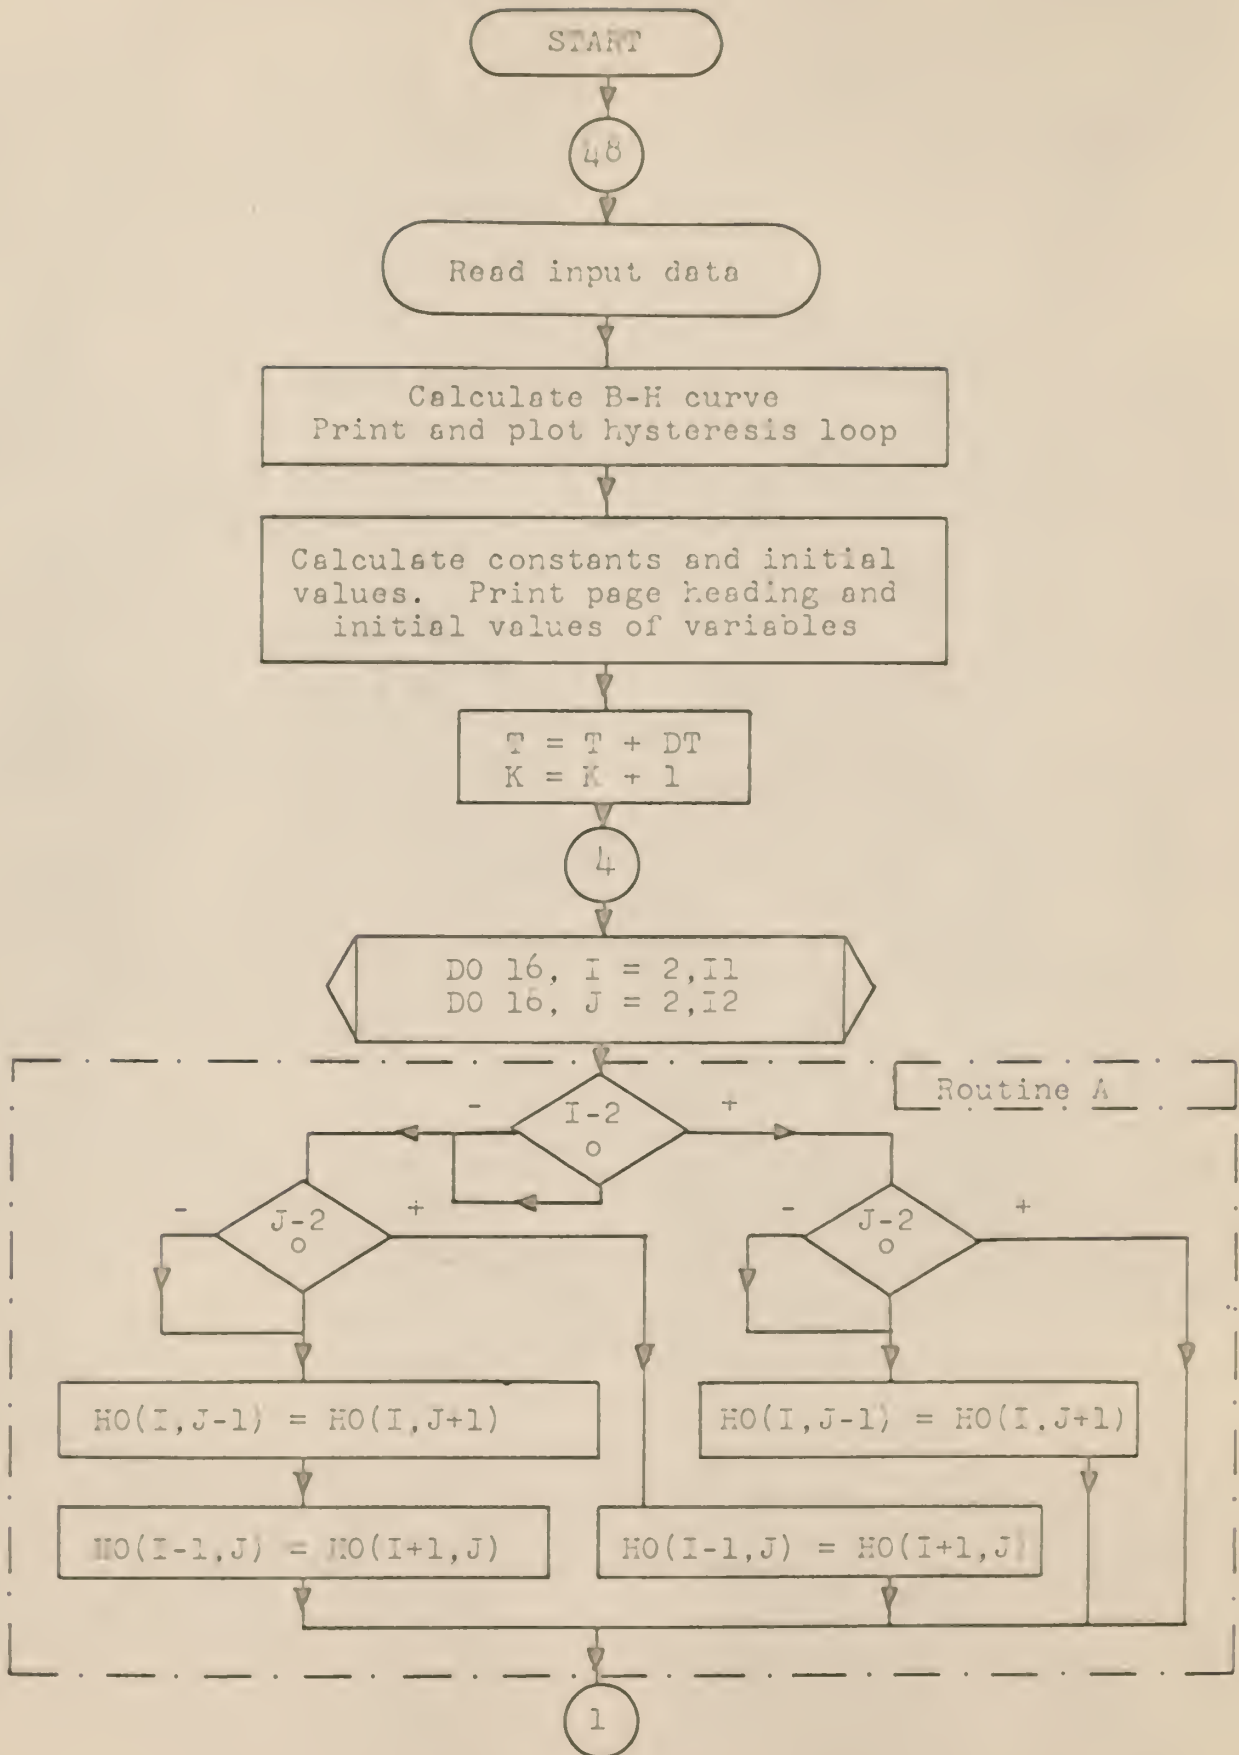 START
48
Read input data
Calculate B-H curve
Print and plot hysteresis loop
Calculate constants and initial
values. Print page heading and
initial values of variables
T = T + DT
K = K + 1
4
DO 16, I = 2,I1
DO 16, J = 2,I2
Routine A
- I-2 +
0
- J-2 +
0
- J-2 +
0
HO(I,J-1) = HO(I,J+1)
HO(I,J-1) = HO(I,J+1)
HO(I-1,J) = HO(I+1,J)
HO(I-1,J) = HO(I+1,J)
1